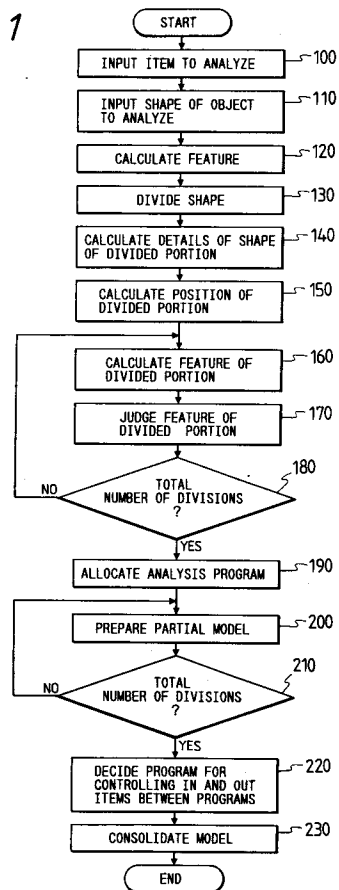 1
START
INPUT ITEM TO ANALYZE
100
INPUT SHAPE OF OBJECT
TO ANALYZE
110
CALCULATE FEATURE
120
DIVIDE SHAPE
130
CALCULATE DETAILS OF SHAPE
OF DIVIDED PORTION
140
CALCULATE POSITION OF
DIVIDED PORTION
150
CALCULATE FEATURE OF
DIVIDED PORTION
160
JUDGE FEATURE OF
DIVIDED PORTION
170
TOTAL
NUMBER OF DIVISIONS
?
180
NO
YES
ALLOCATE ANALYSIS PROGRAM
190
PREPARE PARTIAL MODEL
200
TOTAL
NUMBER OF DIVISIONS
?
210
NO
YES
DECIDE PROGRAM FOR
CONTROLLING IN AND OUT
ITEMS BETWEEN PROGRAMS
220
CONSOLIDATE MODEL
230
END